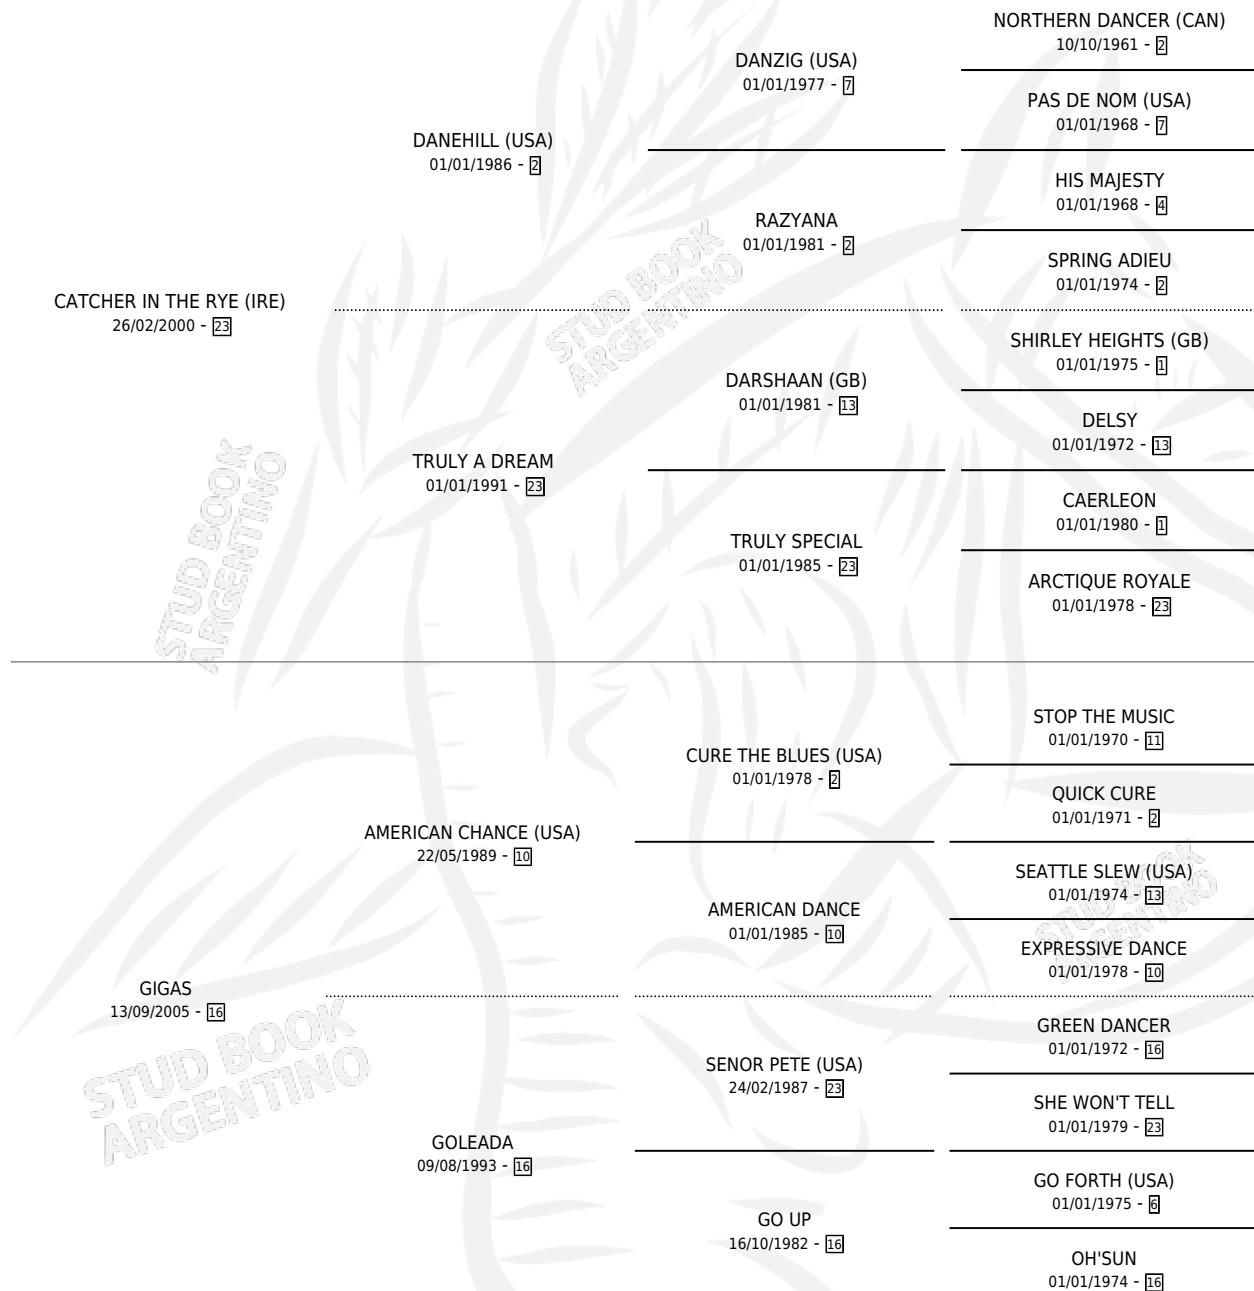 NORTHERN DANCER (CAN)
10/10/1961 - 2
DANZIG (USA)
01/01/1977 - 7
PAS DE NOM (USA)
01/01/1968 - 7
DANEHILL (USA)
01/01/1986 - 2
HIS MAJESTY
01/01/1968 - 4
RAZYANA
01/01/1981 - 2
SPRING ADIEU
01/01/1974 - 2
CATCHER IN THE RYE (IRE)
26/02/2000 - 23
STUD BOOK
ARGENTINO
SHIRLEY HEIGHTS (GB)
01/01/1975 - 1
DARSHAAN (GB)
01/01/1981 - 13
DELSY
01/01/1972 - 13
TRULY A DREAM
01/01/1991 - 23
CAERLEON
01/01/1980 - 1
TRULY SPECIAL
01/01/1985 - 23
ARCTIQUE ROYALE
01/01/1978 - 23
STUD BOOK
ARGENTINO
STOP THE MUSIC
01/01/1970 - 11
CURE THE BLUES (USA)
01/01/1978 - 2
QUICK CURE
01/01/1971 - 2
AMERICAN CHANCE (USA)
22/05/1989 - 10
SEATTLE SLEW (USA)
01/01/1974 - 13
STUD BOOK
ARGENTINO
AMERICAN DANCE
01/01/1985 - 10
EXPRESSIVE DANCE
01/01/1978 - 10
GIGAS
13/09/2005 - 16
STUD BOOK
ARGENTINO
GREEN DANCER
01/01/1972 - 16
SENOR PETE (USA)
24/02/1987 - 23
SHE WON'T TELL
01/01/1979 - 23
GOLEADA
09/08/1993 - 16
GO FORTH (USA)
01/01/1975 - 6
GO UP
16/10/1982 - 16
OH'SUN
01/01/1974 - 16